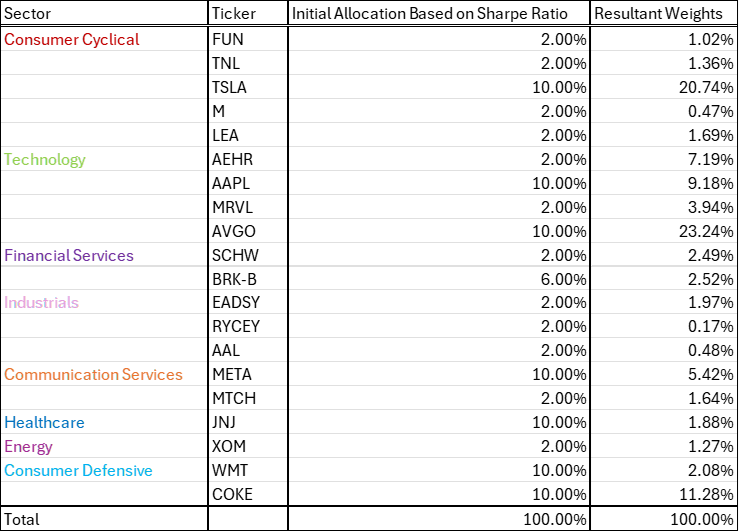 Sector Ticker Initial Allocation Based on Sharpe Ratio Resultant Weights
Consumer Cyclical FUN 2.00% 1.02%
TNL 2.00% 1.36%
TSLA 10.00% 20.74%
M 2.00% 0.47%
LEA 2.00% 1.69%
Technology AEHR 2.00% 7.19%
AAPL 10.00% 9.18%
MRVL 2.00% 3.94%
AVGO 10.00% 23.24%
Financial Services SCHW 2.00% 2.49%
BRK-B 6.00% 2.52%
Industrials EADSY 2.00% 1.97%
RYCEY 2.00% 0.17%
AAL 2.00% 0.48%
Communication Services META 10.00% 5.42%
MTCH 2.00% 1.64%
Healthcare JNJ 10.00% 1.88%
Energy XOM 2.00% 1.27%
Consumer Defensive WMT 10.00% 2.08%
COKE 10.00% 11.28%
Total 100.00% 100.00%